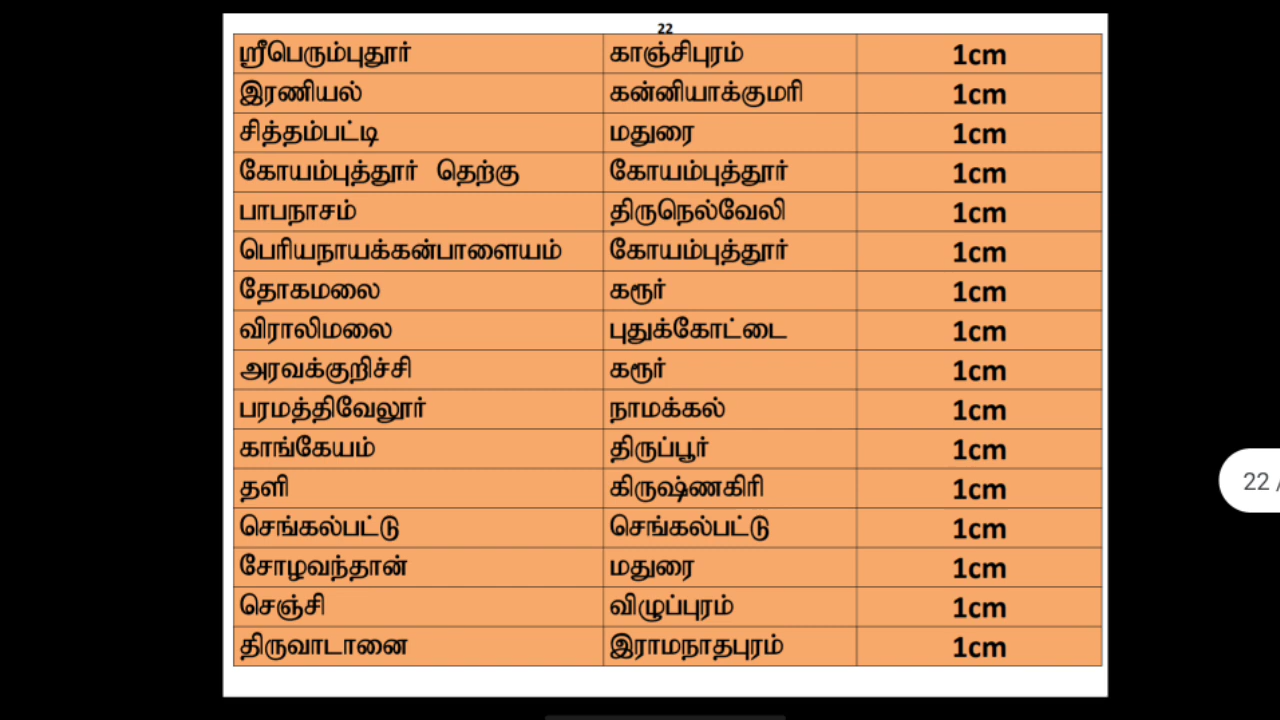 22
ஸ்ரீபெரும்புதூர் காஞ்சிபுரம் 1cm
இரணியல் கன்னியாக்குமரி 1cm
சித்தம்பட்டி மதுரை 1cm
கோயம்புத்தூர் தெற்கு கோயம்புத்தூர் 1cm
பாபநாசம் திருநெல்வேலி 1cm
பெரியநாயக்கன்பாளையம் கோயம்புத்தூர் 1cm
தோகமலை கரூர் 1cm
விராலிமலை புதுக்கோட்டை 1cm
அரவக்குறிச்சி கரூர் 1cm
பரமத்திவேலூர் நாமக்கல் 1cm
காங்கேயம் திருப்பூர் 1cm
தளி கிருஷ்ணகிரி 1cm
செங்கல்பட்டு செங்கல்பட்டு 1cm
சோழவந்தான் மதுரை 1cm
செஞ்சி விழுப்புரம் 1cm
திருவாடானை இராமநாதபுரம் 1cm
22 /